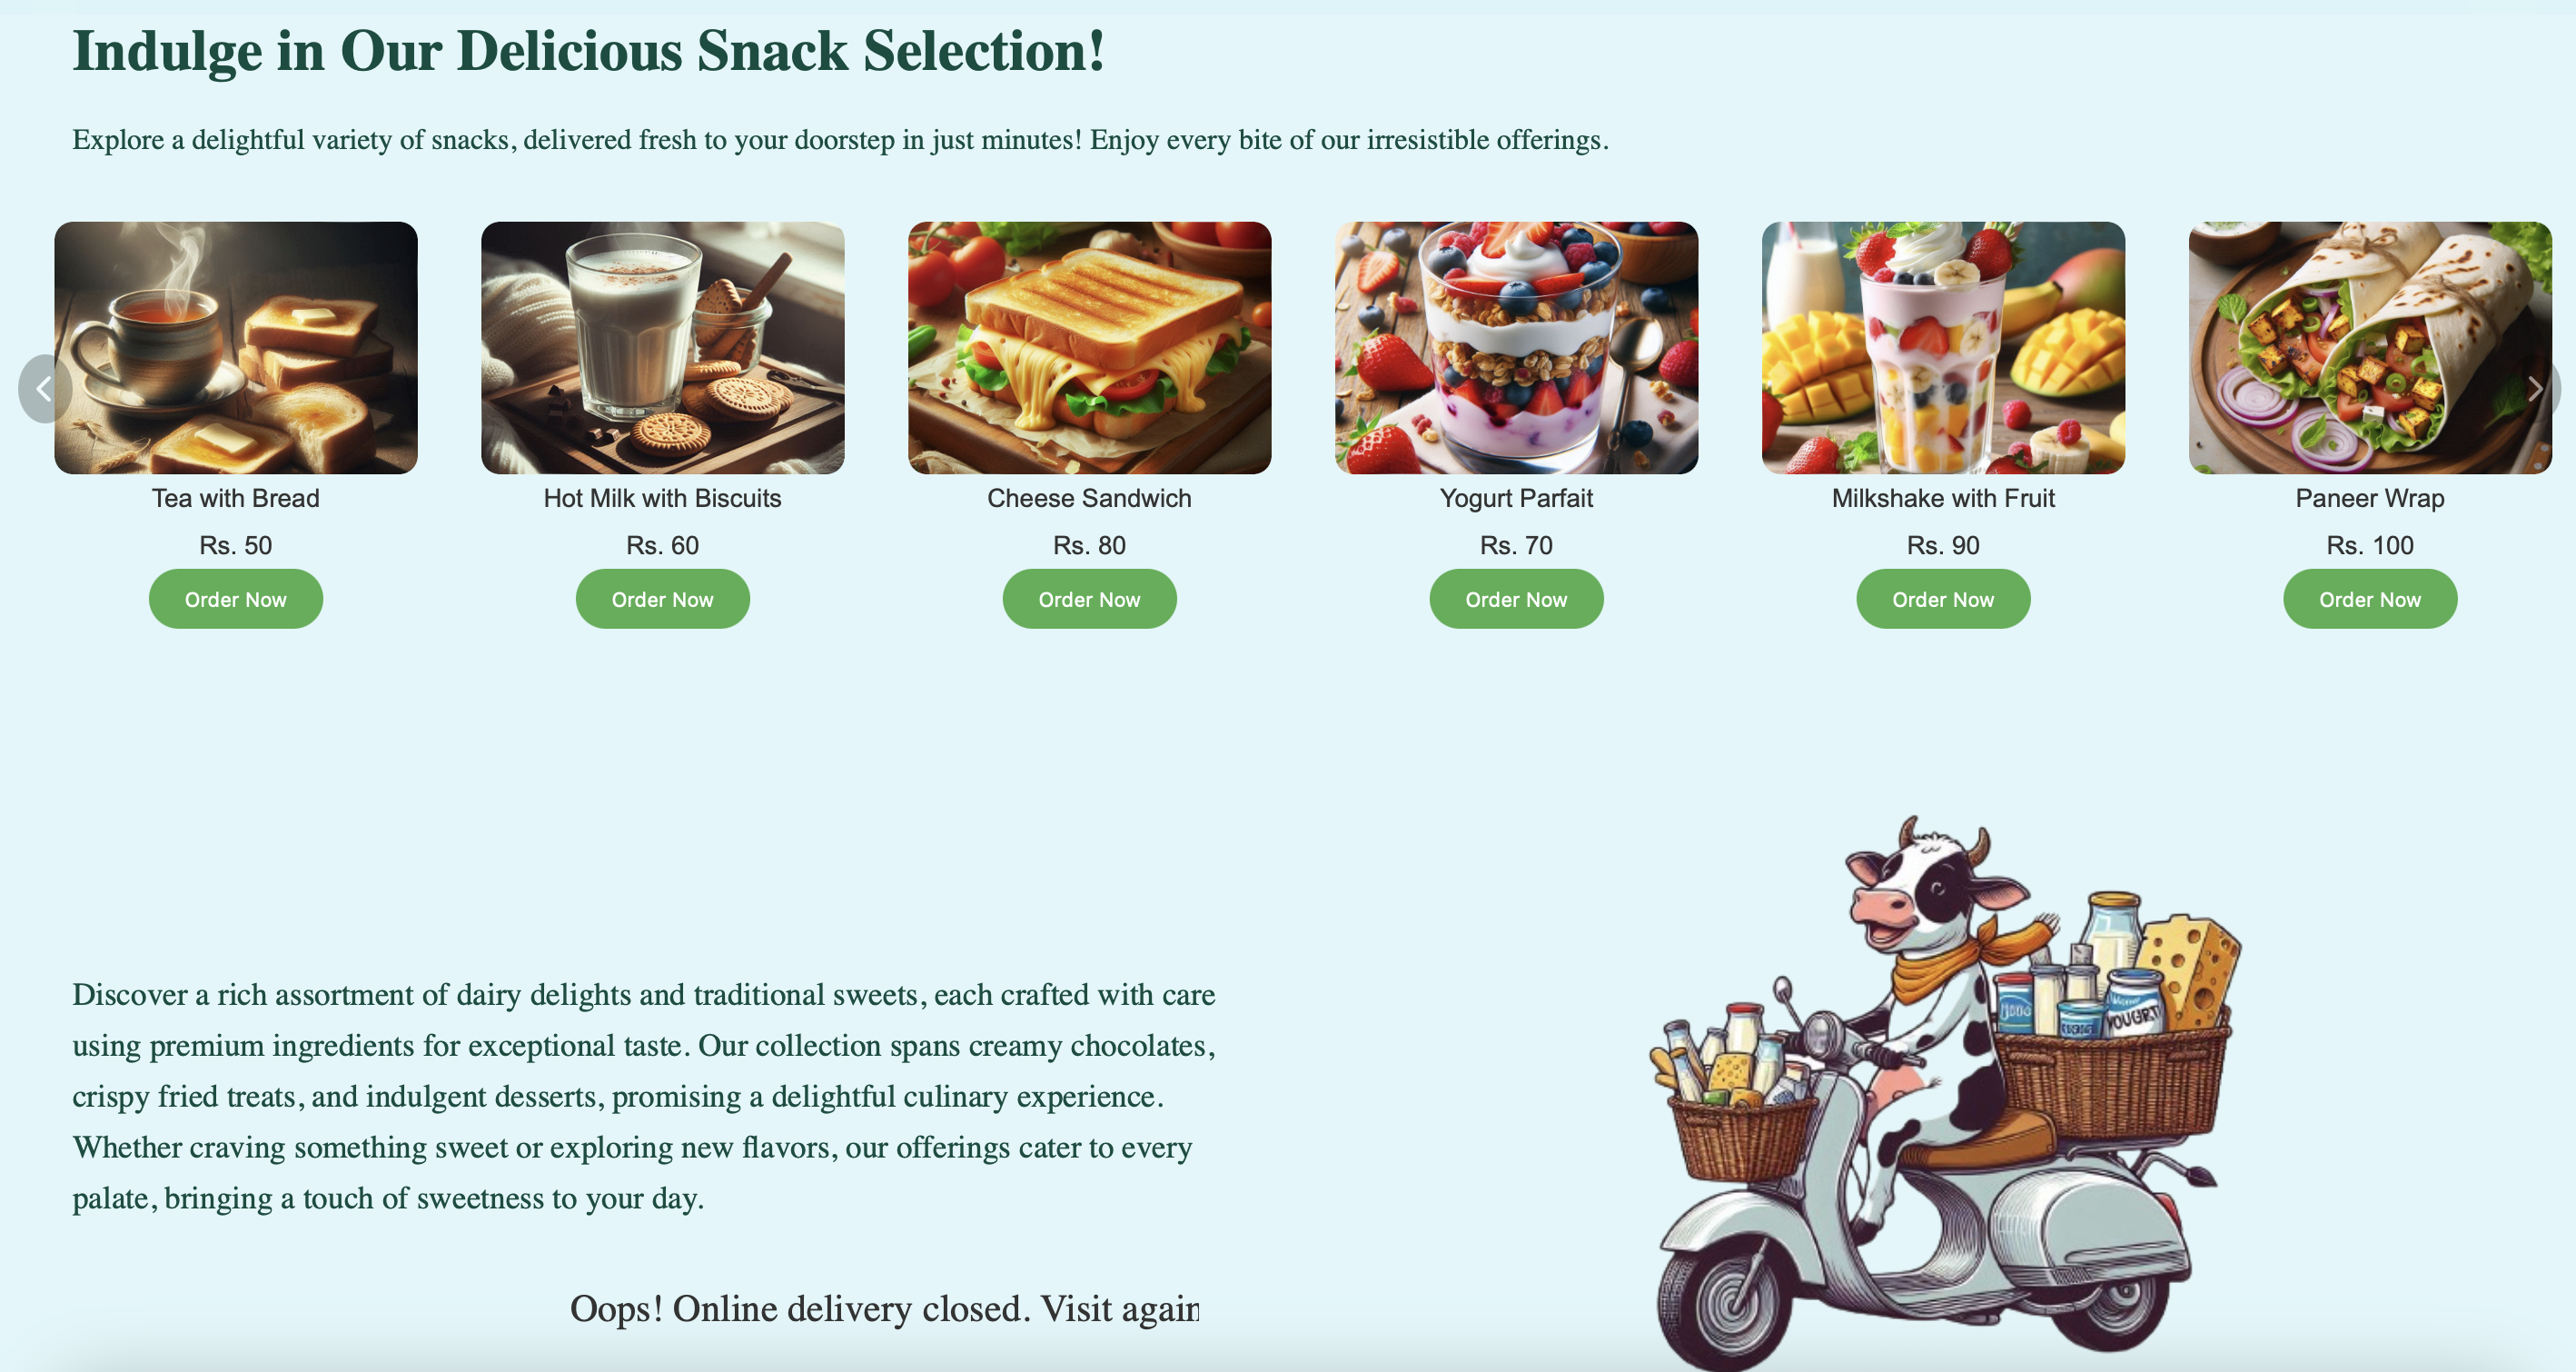 Indulge in Our Delicious Snack Selection!
Explore a delightful variety of snacks, delivered fresh to your doorstep in just minutes! Enjoy every bite of our irresistible offerings.
Tea with Bread
Rs. 50
Order Now
Hot Milk with Biscuits
Rs. 60
Order Now
Cheese Sandwich
Rs. 80
Order Now
Yogurt Parfait
Rs. 70
Order Now
Milkshake with Fruit
Rs. 90
Order Now
Paneer Wrap
Rs. 100
Order Now
Discover a rich assortment of dairy delights and traditional sweets, each crafted with care
using premium ingredients for exceptional taste. Our collection spans creamy chocolates,
crispy fried treats, and indulgent desserts, promising a delightful culinary experience.
Whether craving something sweet or exploring new flavors, our offerings cater to every
palate, bringing a touch of sweetness to your day.
Oops! Online delivery closed. Visit again
YOUGRT